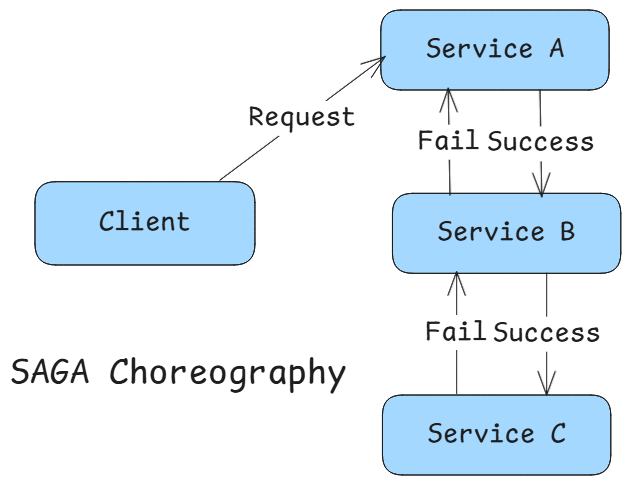 Service A
Request
Fail Success
Client
Service B
Fail Success
SAGA Choreography
Service C